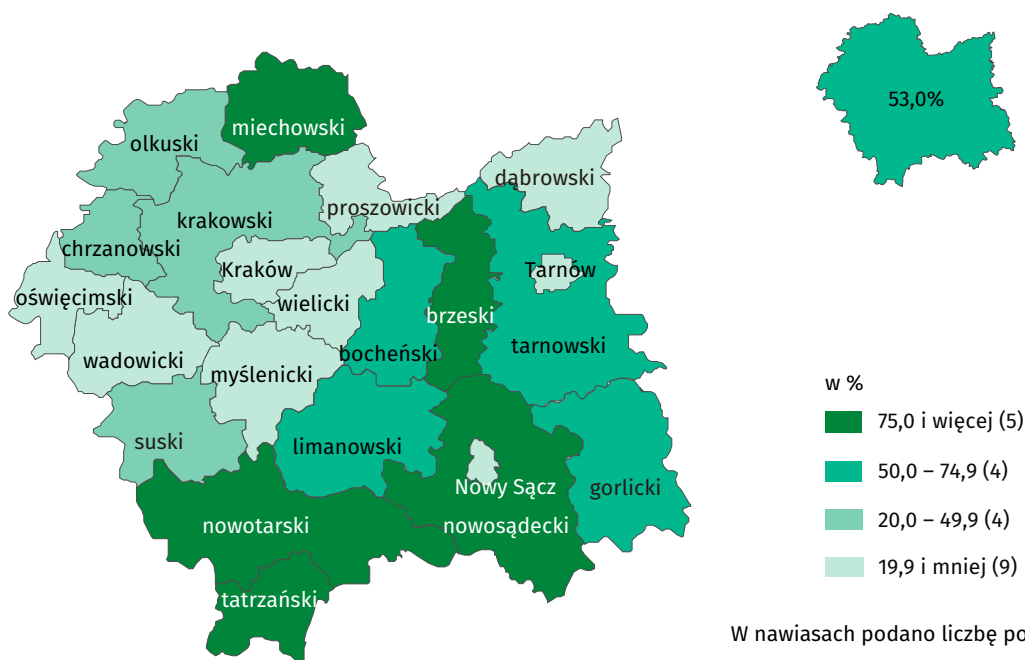 53,0%
miechowski
olkuski
dąbrowski
proszowicki
krakowski
chrzanowski
Kraków
Tarnów
oświęcimski
wielicki
brzeski
wadowicki
bocheński
tarnowski
myślenicki
suski
limanowski
Nowy Sącz
gorlicki
nowotarski
nowosądecki
tatrzański
w %
75,0 i więcej (5)
50,0 – 74,9 (4)
20,0 – 49,9 (4)
19,9 i mniej (9)
W nawiasach podano liczbę po